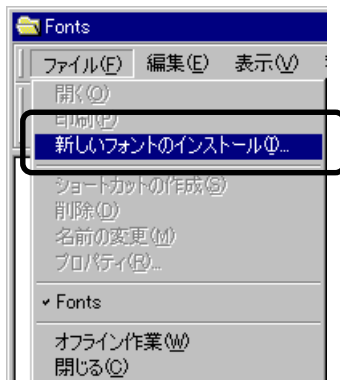 Fonts
ファイル(F) 編集(E) 表示(V)
開く(O)
印刷(P)
新しいフォントのインストール(I)...
ショートカットの作成(S)
削除(D)
名前の変更(M)
プロパティ(R)...
✓ Fonts
オフライン作業(W)
閉じる(C)